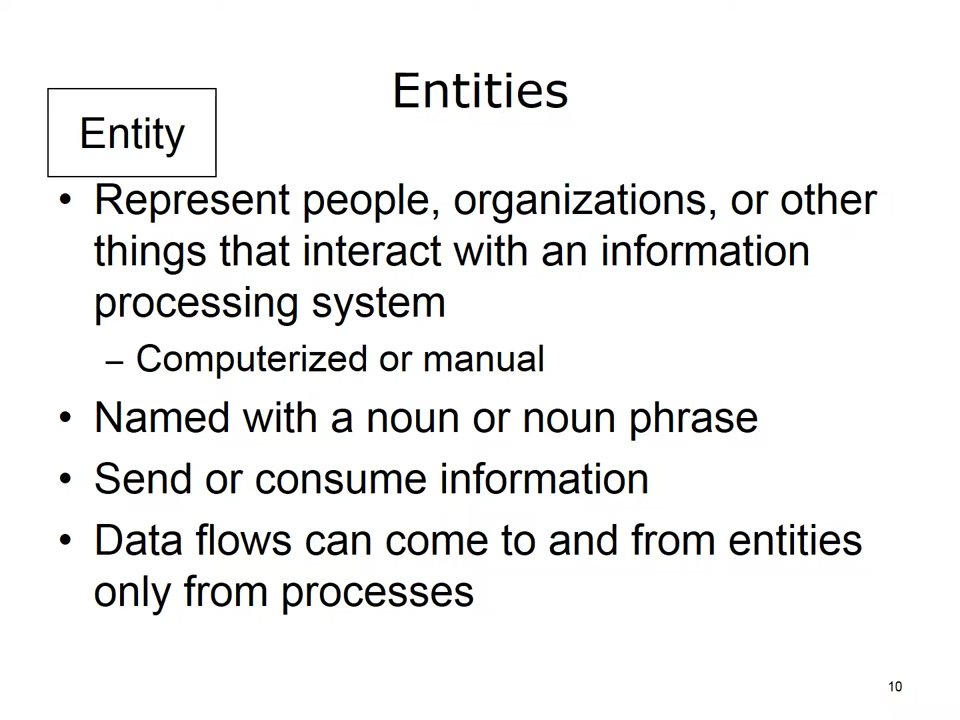 Entities
Entity
• Represent people, organizations, or other
things that interact with an information
processing system
– Computerized or manual
• Named with a noun or noun phrase
• Send or consume information
• Data flows can come to and from entities
only from processes
10